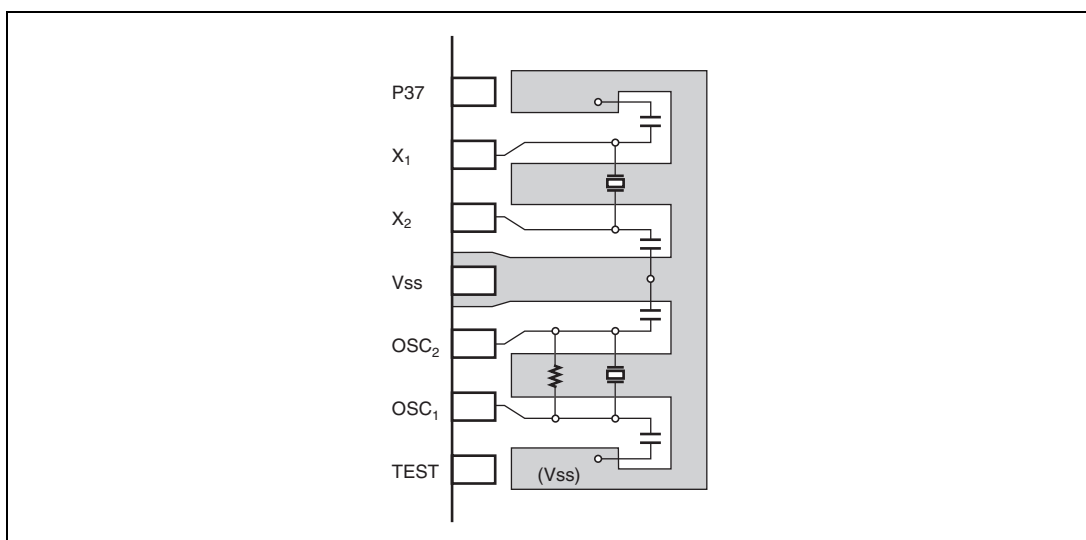 P37
X₁
X₂
Vss
OSC₂
OSC₁
TEST
(Vss)